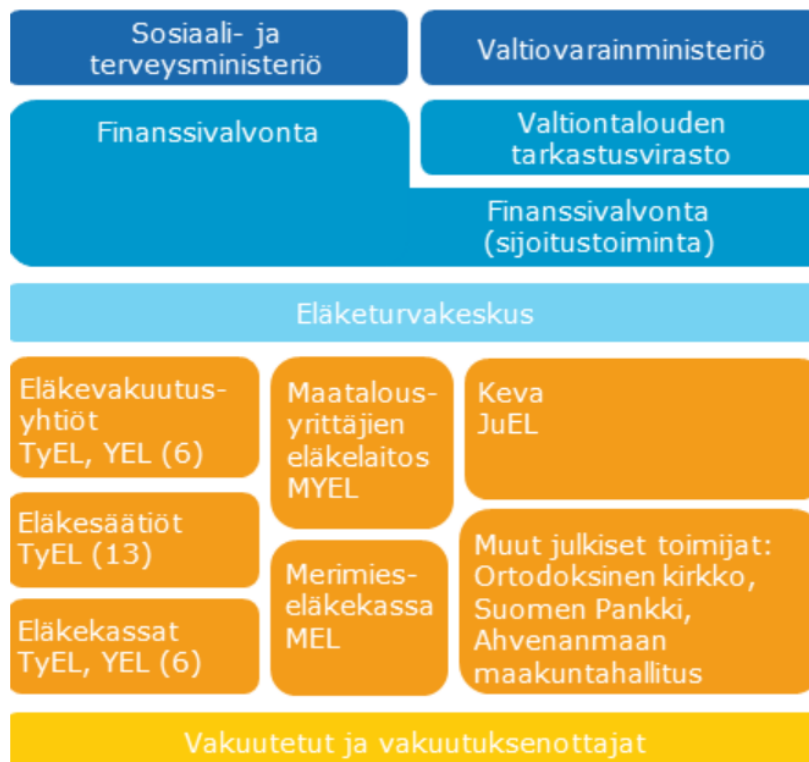 Sosiaali- ja
terveysministeriö
Valtiovarainministeriö
Finanssivalvonta
Valtiontalouden
tarkastusvirasto
Finanssivalvonta
(sijoitustoiminta)
Eläketurvakeskus
Eläkevakuutus-
yhtiöt
TyEL, YEL (6)
Eläkesäätiöt
TyEL (13)
Eläkekassat
TyEL, YEL (6)
Maatalous-
yrittäjien
eläkelaitos
MYEL
Merimies-
eläkekassa
MEL
Keva
JuEL
Muut julkiset toimijat:
Ortodoksinen kirkko,
Suomen Pankki,
Ahvenanmaan
maakuntahallitus
Vakuutetut ja vakuutuksenottajat